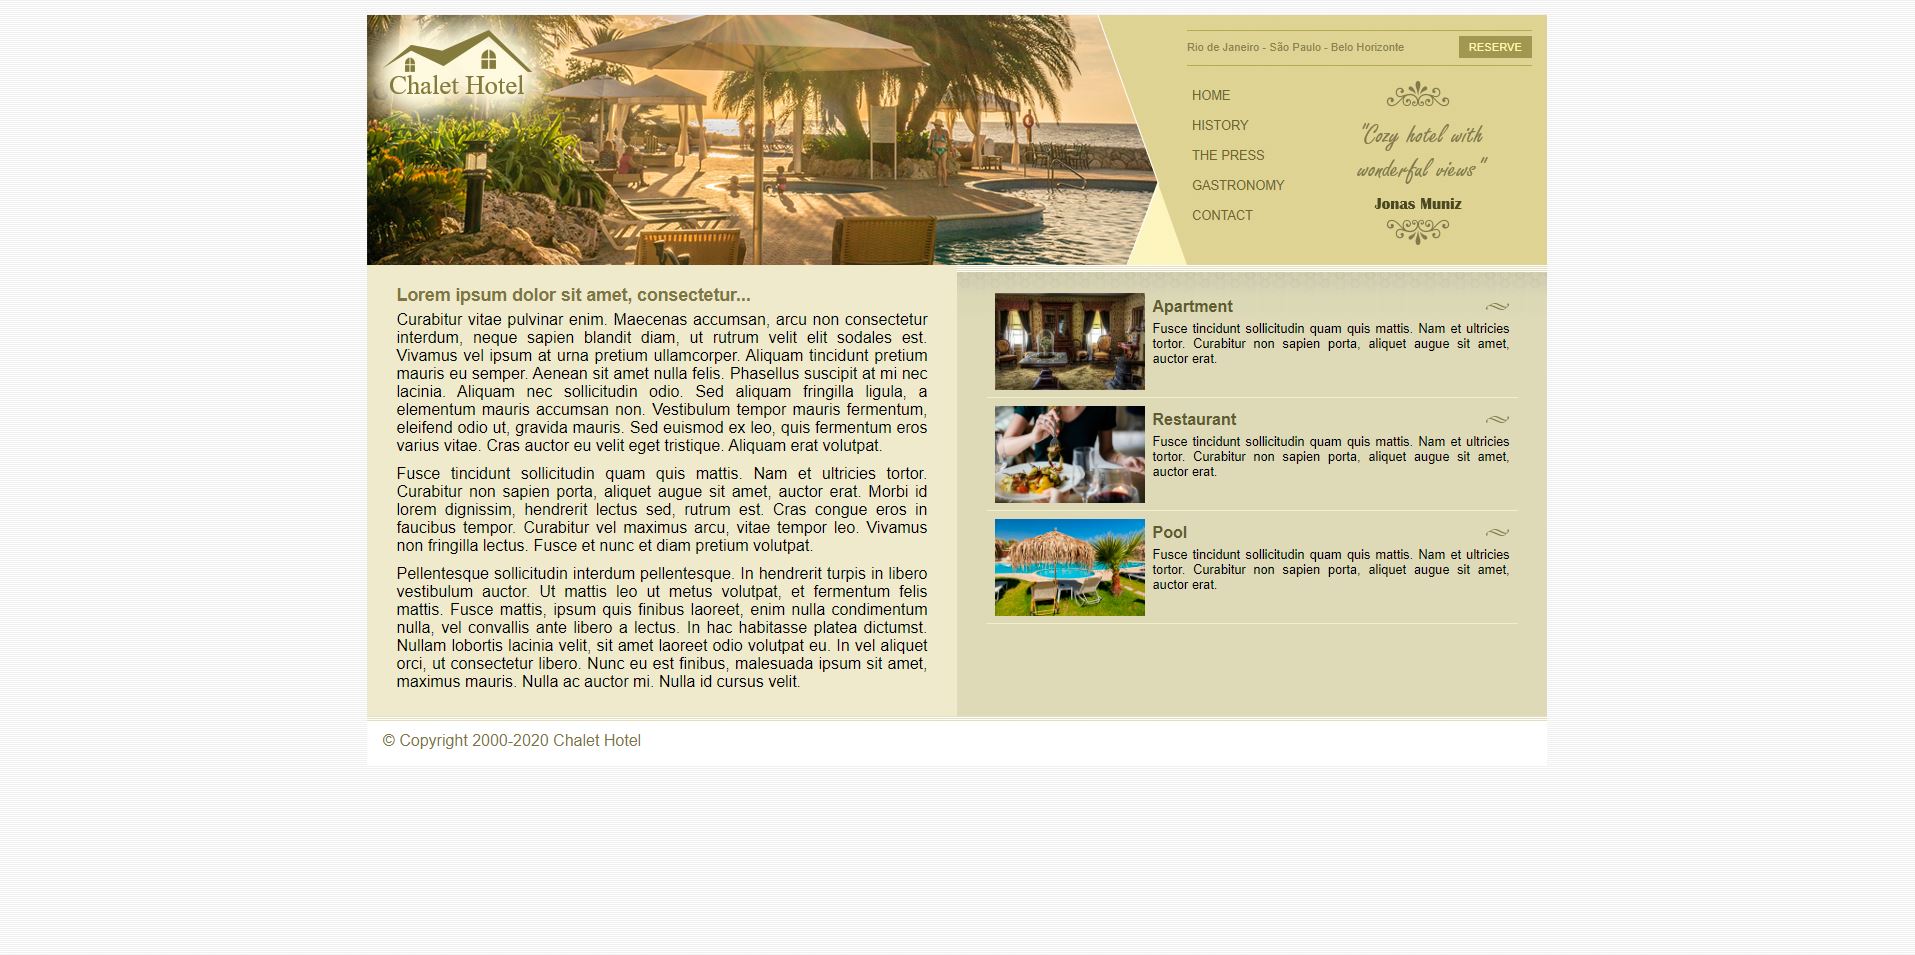 Chalet Hotel
Rio de Janeiro - São Paulo - Belo Horizonte
RESERVE
HOME
HISTORY
THE PRESS
GASTRONOMY
CONTACT
"Cozy hotel with
wonderful views"
Jonas Muniz
Lorem ipsum dolor sit amet, consectetur...
Curabitur vitae pulvinar enim. Maecenas accumsan, arcu non consectetur
interdum, neque sapien blandit diam, ut rutrum velit elit sodales est.
Vivamus vel ipsum at urna pretium ullamcorper. Aliquam tincidunt pretium
mauris eu semper. Aenean sit amet nulla felis. Phasellus suscipit at mi nec
lacinia. Aliquam nec sollicitudin odio. Sed aliquam fringilla ligula, a
elementum mauris accumsan non. Vestibulum tempor mauris fermentum,
eleifend odio ut, gravida mauris. Sed euismod ex leo, quis fermentum eros
varius vitae. Cras auctor eu velit eget tristique. Aliquam erat volutpat.
Fusce tincidunt sollicitudin quam quis mattis. Nam et ultricies tortor.
Curabitur non sapien porta, aliquet augue sit amet, auctor erat. Morbi id
lorem dignissim, hendrerit lectus sed, rutrum est. Cras congue eros in
faucibus tempor. Curabitur vel maximus arcu, vitae tempor leo. Vivamus
non fringilla lectus. Fusce et nunc et diam pretium volutpat.
Pellentesque sollicitudin interdum pellentesque. In hendrerit turpis in libero
vestibulum auctor. Ut mattis leo ut metus volutpat, et fermentum felis
mattis. Fusce mattis, ipsum quis finibus laoreet, enim nulla condimentum
nulla, vel convallis ante libero a lectus. In hac habitasse platea dictumst.
Nullam lobortis lacinia velit, sit amet laoreet odio volutpat eu. In vel aliquet
orci, ut consectetur libero. Nunc eu est finibus, malesuada ipsum sit amet,
maximus mauris. Nulla ac auctor mi. Nulla id cursus velit.
Apartment
Fusce tincidunt sollicitudin quam quis mattis. Nam et ultricies
tortor. Curabitur non sapien porta, aliquet augue sit amet,
auctor erat.
Restaurant
Fusce tincidunt sollicitudin quam quis mattis. Nam et ultricies
tortor. Curabitur non sapien porta, aliquet augue sit amet,
auctor erat.
Pool
Fusce tincidunt sollicitudin quam quis mattis. Nam et ultricies
tortor. Curabitur non sapien porta, aliquet augue sit amet,
auctor erat.
© Copyright 2000-2020 Chalet Hotel